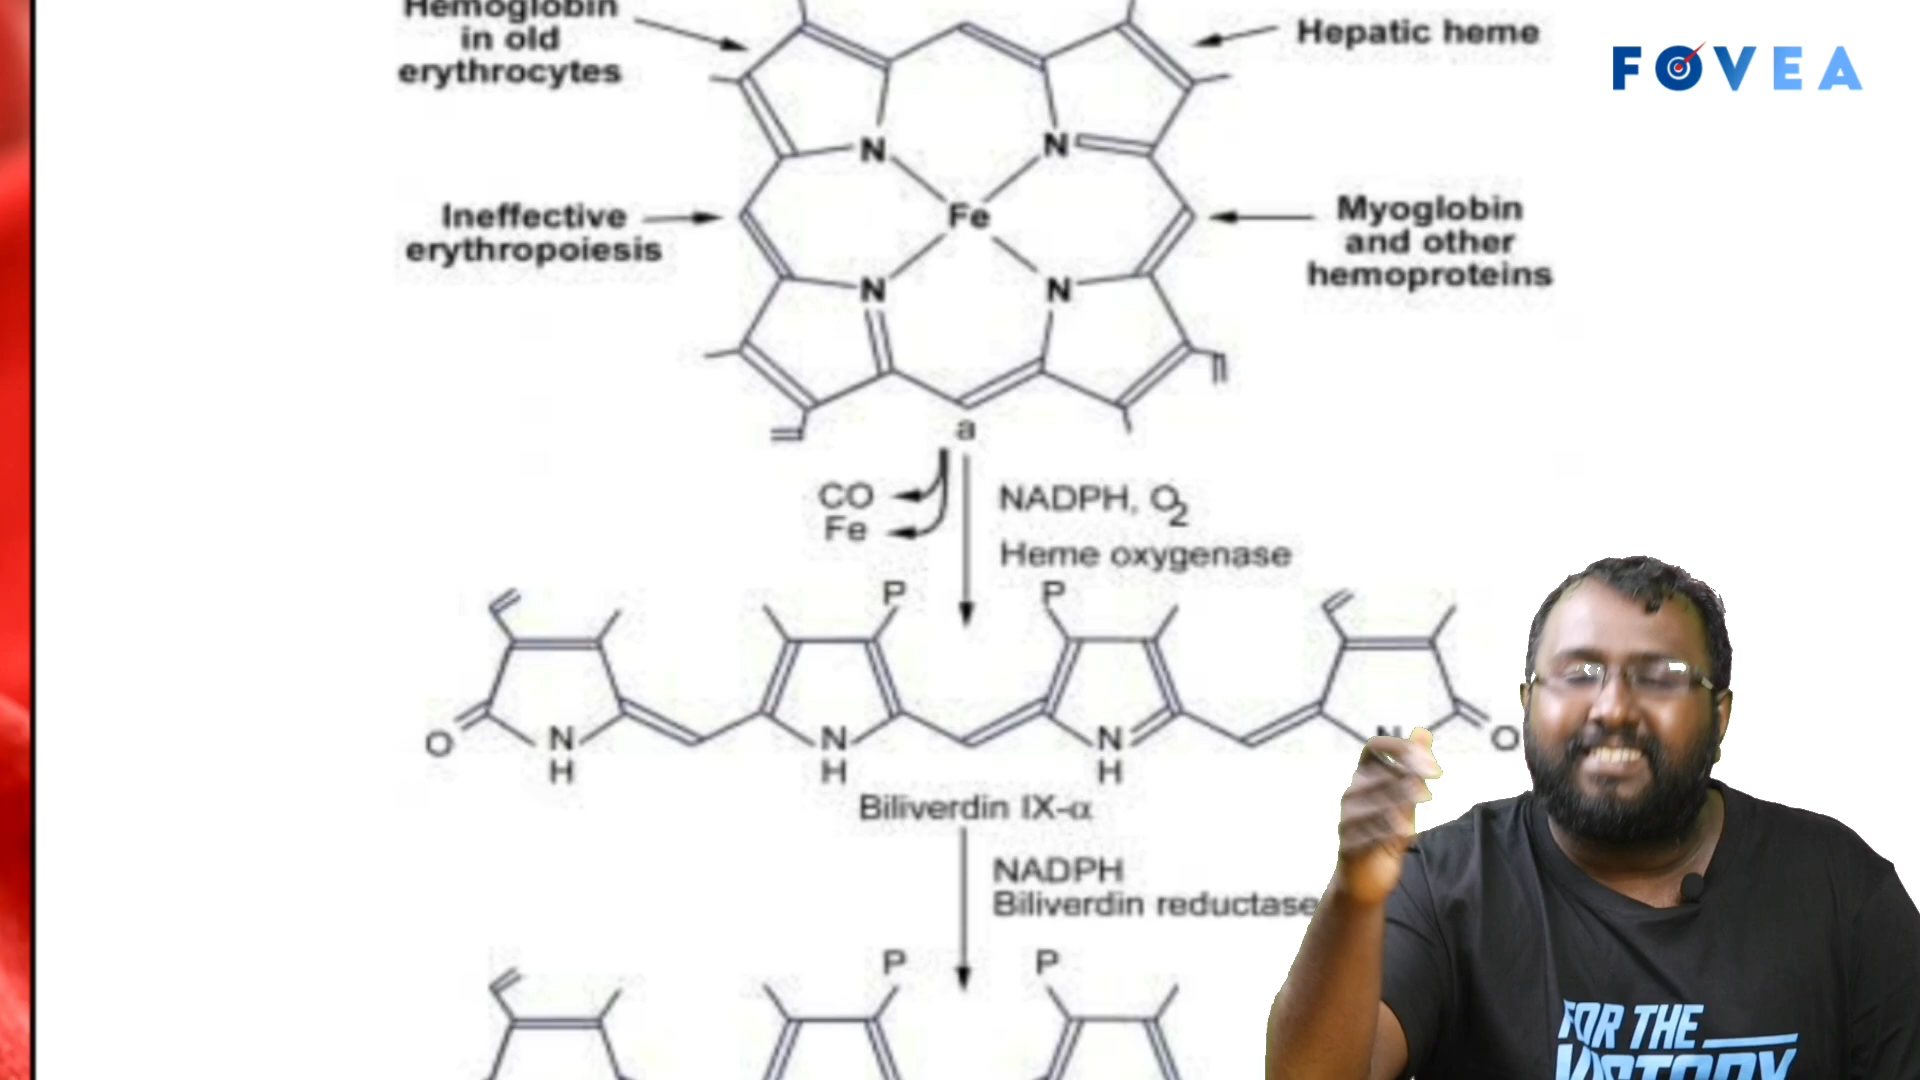 Hemoglobin
in old
erythrocytes
Hepatic heme
FOVEA
N
N
Ineffective
erythropoiesis
Fe
Myoglobin
and other
hemoproteins
N
N
a
CO
Fe
NADPH, O2
Heme oxygenase
P
P
O
N
H
N
H
N
H
O
Biliverdin IX-α
NADPH
Biliverdin reductase
P
P
FOR THE
VICTORY